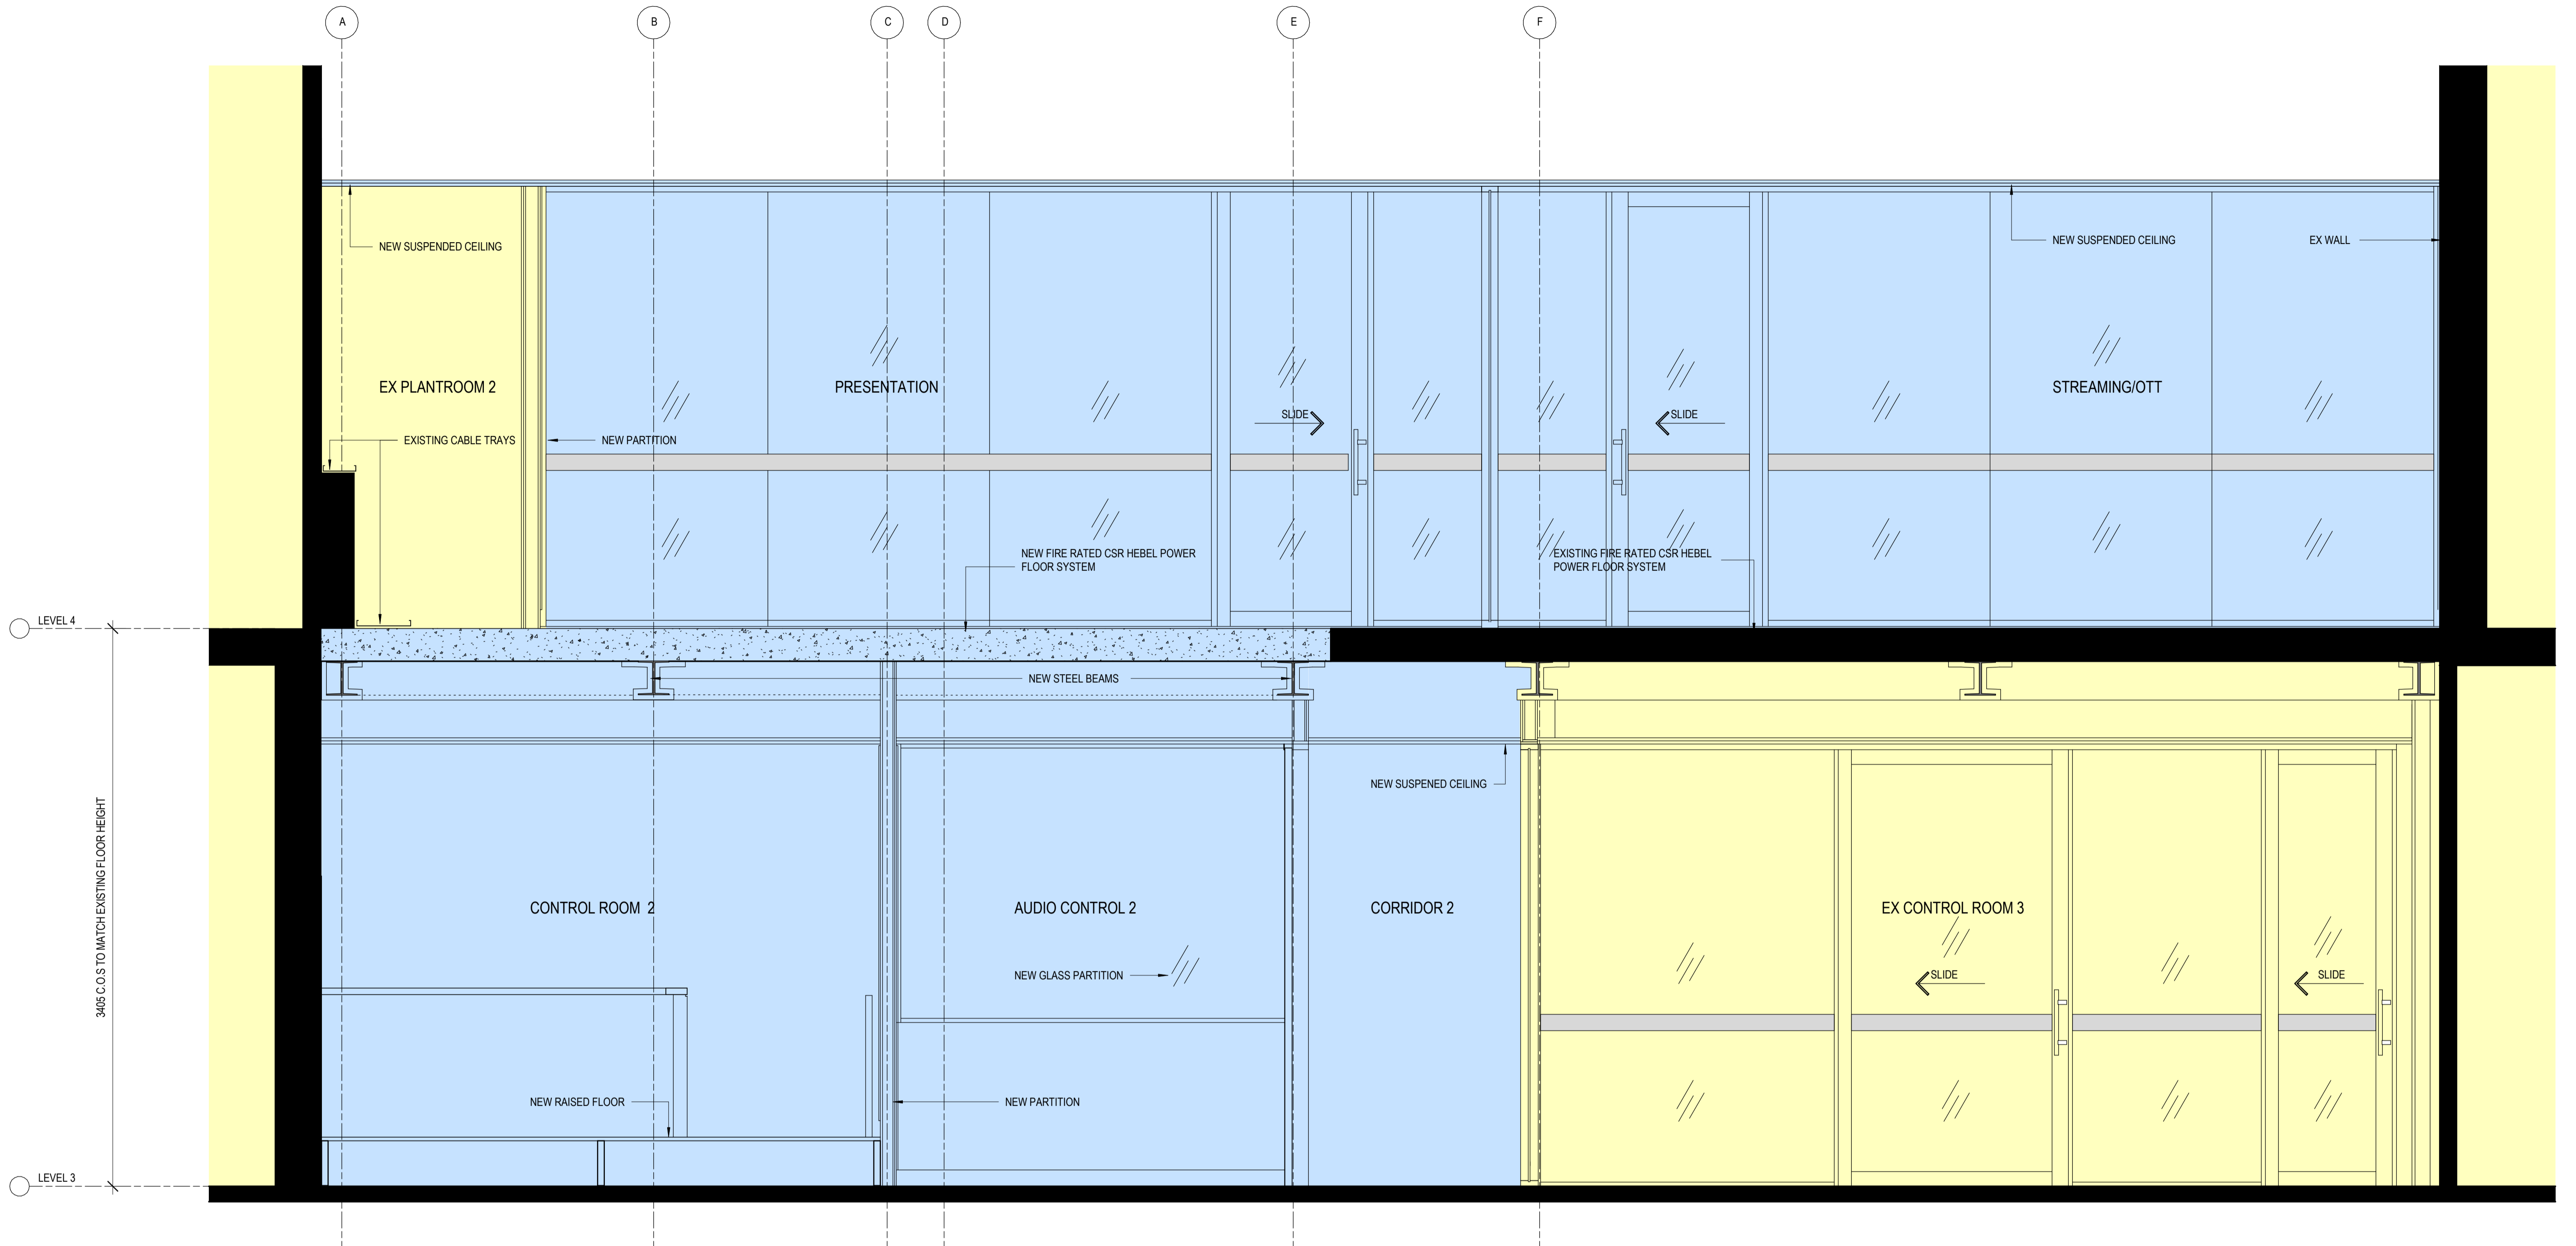 A
B
C
D
E
F
NEW SUSPENDED CEILING
NEW SUSPENDED CEILING
EX WALL
EX PLANTROOM 2
PRESENTATION
STREAMING/OTT
SLIDE
SLIDE
EXISTING CABLE TRAYS
NEW PARTITION
NEW FIRE RATED CSR HEBEL POWER
FLOOR SYSTEM
EXISTING FIRE RATED CSR HEBEL
POWER FLOOR SYSTEM
LEVEL 4
NEW STEEL BEAMS
NEW SUSPENED CEILING
3405 C.O.S TO MATCH EXISTING FLOOR HEIGHT
CONTROL ROOM 2
AUDIO CONTROL 2
CORRIDOR 2
EX CONTROL ROOM 3
NEW GLASS PARTITION
SLIDE
SLIDE
NEW RAISED FLOOR
NEW PARTITION
LEVEL 3